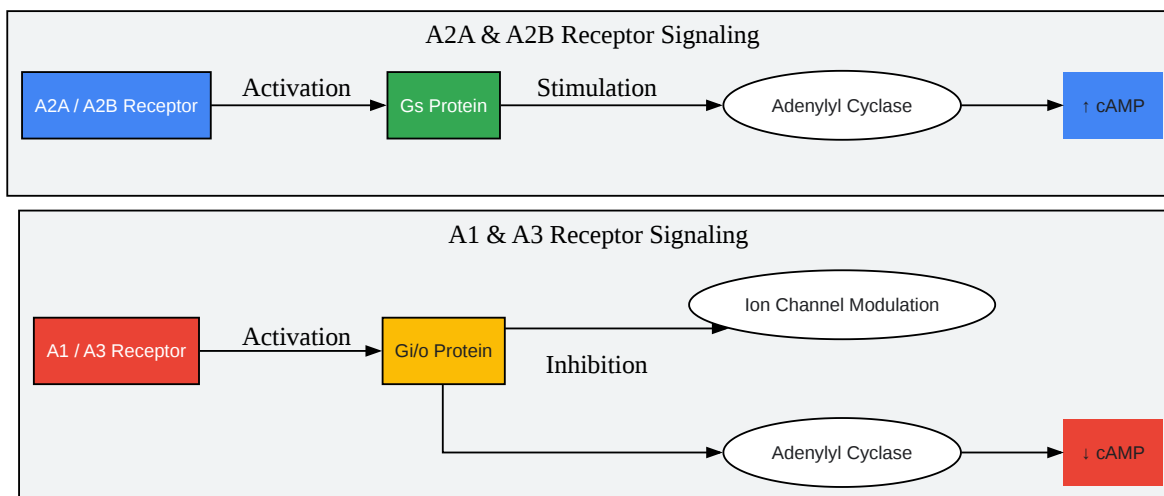 A2A & A2B Receptor Signaling
A2A / A2B Receptor
Activation
Gs Protein
Stimulation
Adenylyl Cyclase
↑ cAMP
A1 & A3 Receptor Signaling
Ion Channel Modulation
A1 / A3 Receptor
Activation
Gi/o Protein
Inhibition
Adenylyl Cyclase
↓ cAMP